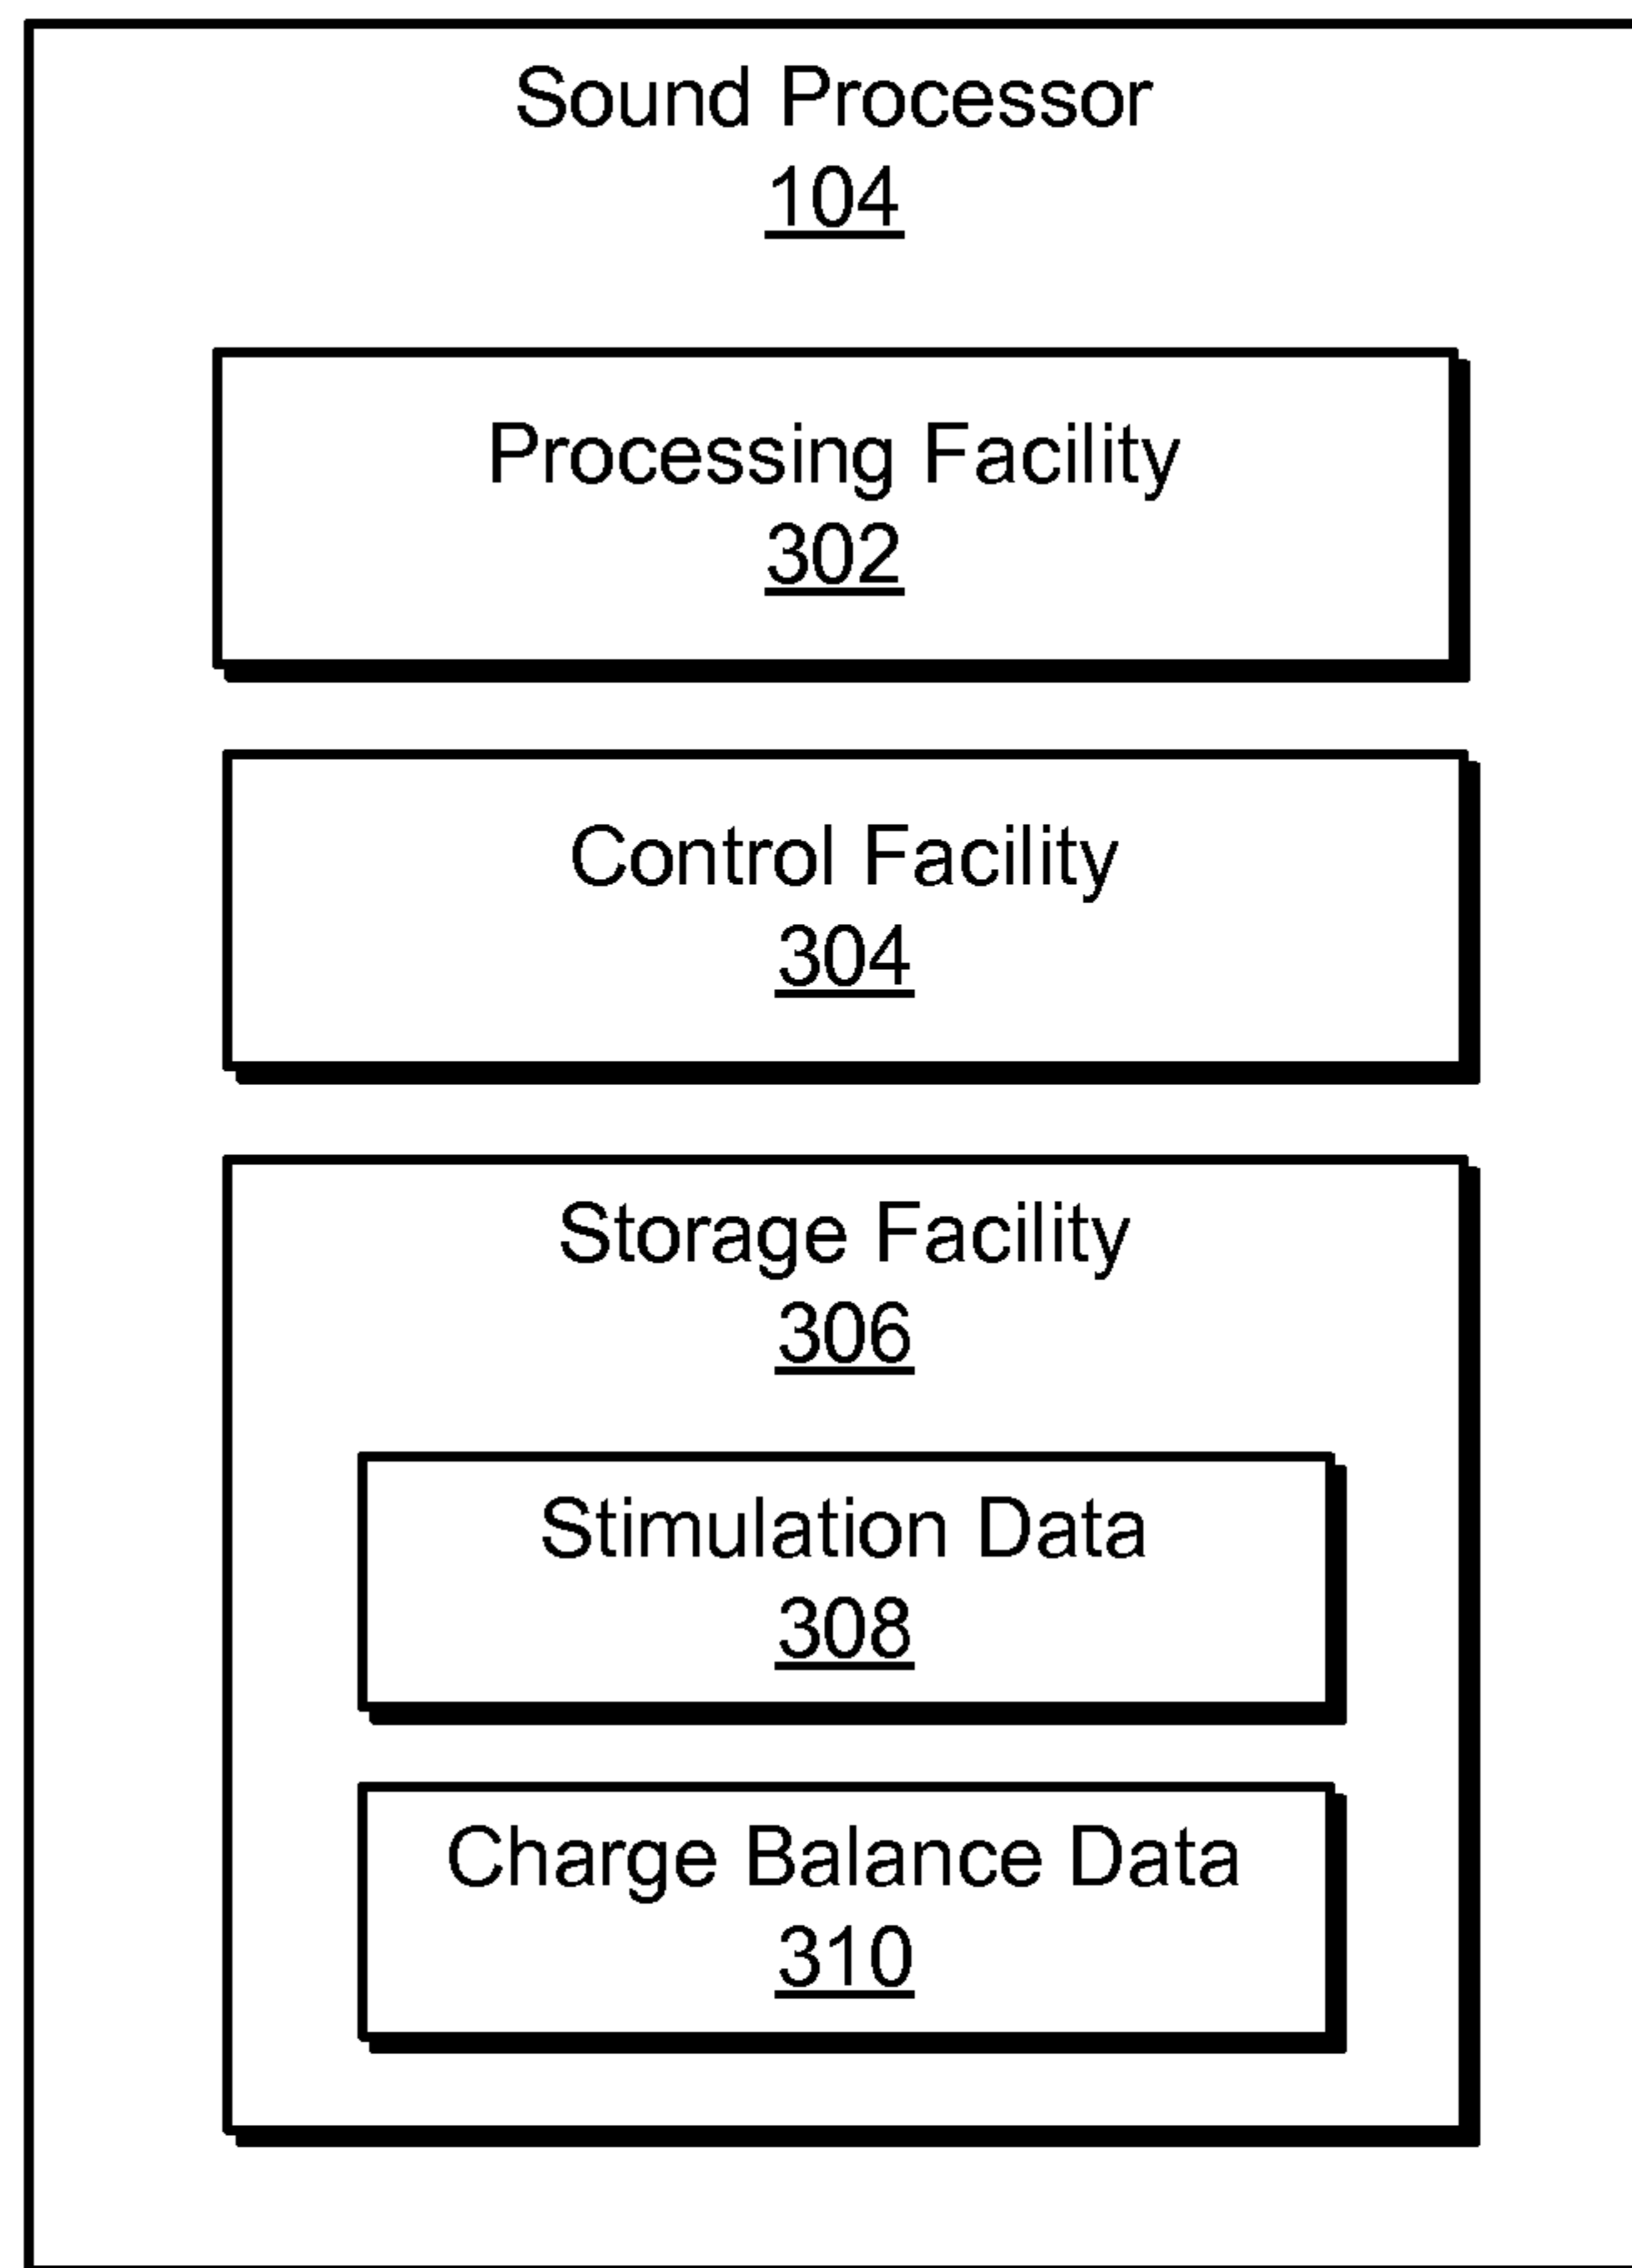 Sound Processor
104
Processing Facility
302
Control Facility
304
Storage Facility
306
Stimulation Data
308
Charge Balance Data
310